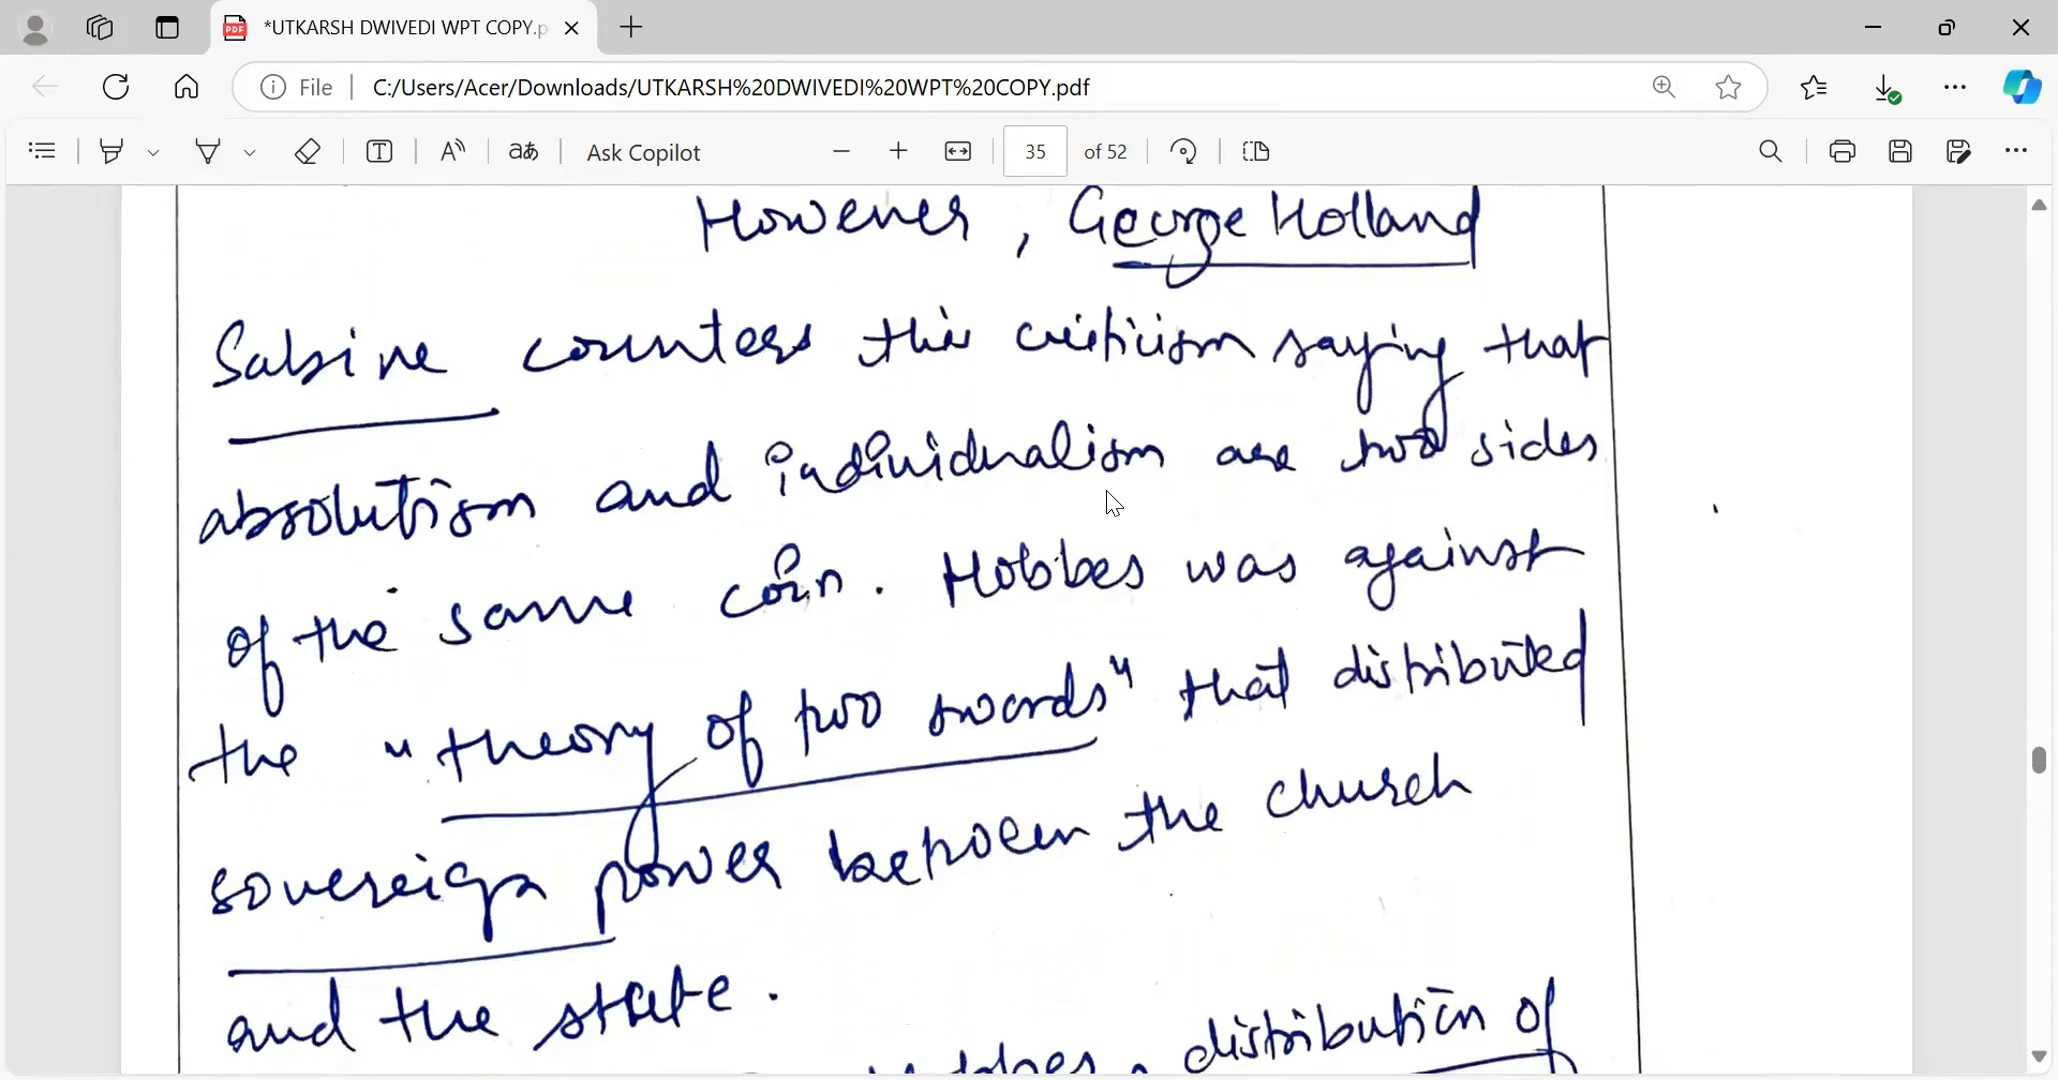 *UTKARSH DWIVEDI WPT COPY.p
File C:/Users/Acer/Downloads/UTKARSH%20DWIVEDI%20WPT%20COPY.pdf
Ask Copilot 35 of 52
However, George Holland
Sabine counters this criticism saying that
absolutism and individualism are two sides
of the same coin. Hobbes was against
the "theory of two swords" that distributed
sovereign power between the church
and the state.
Hobbes, distribution of